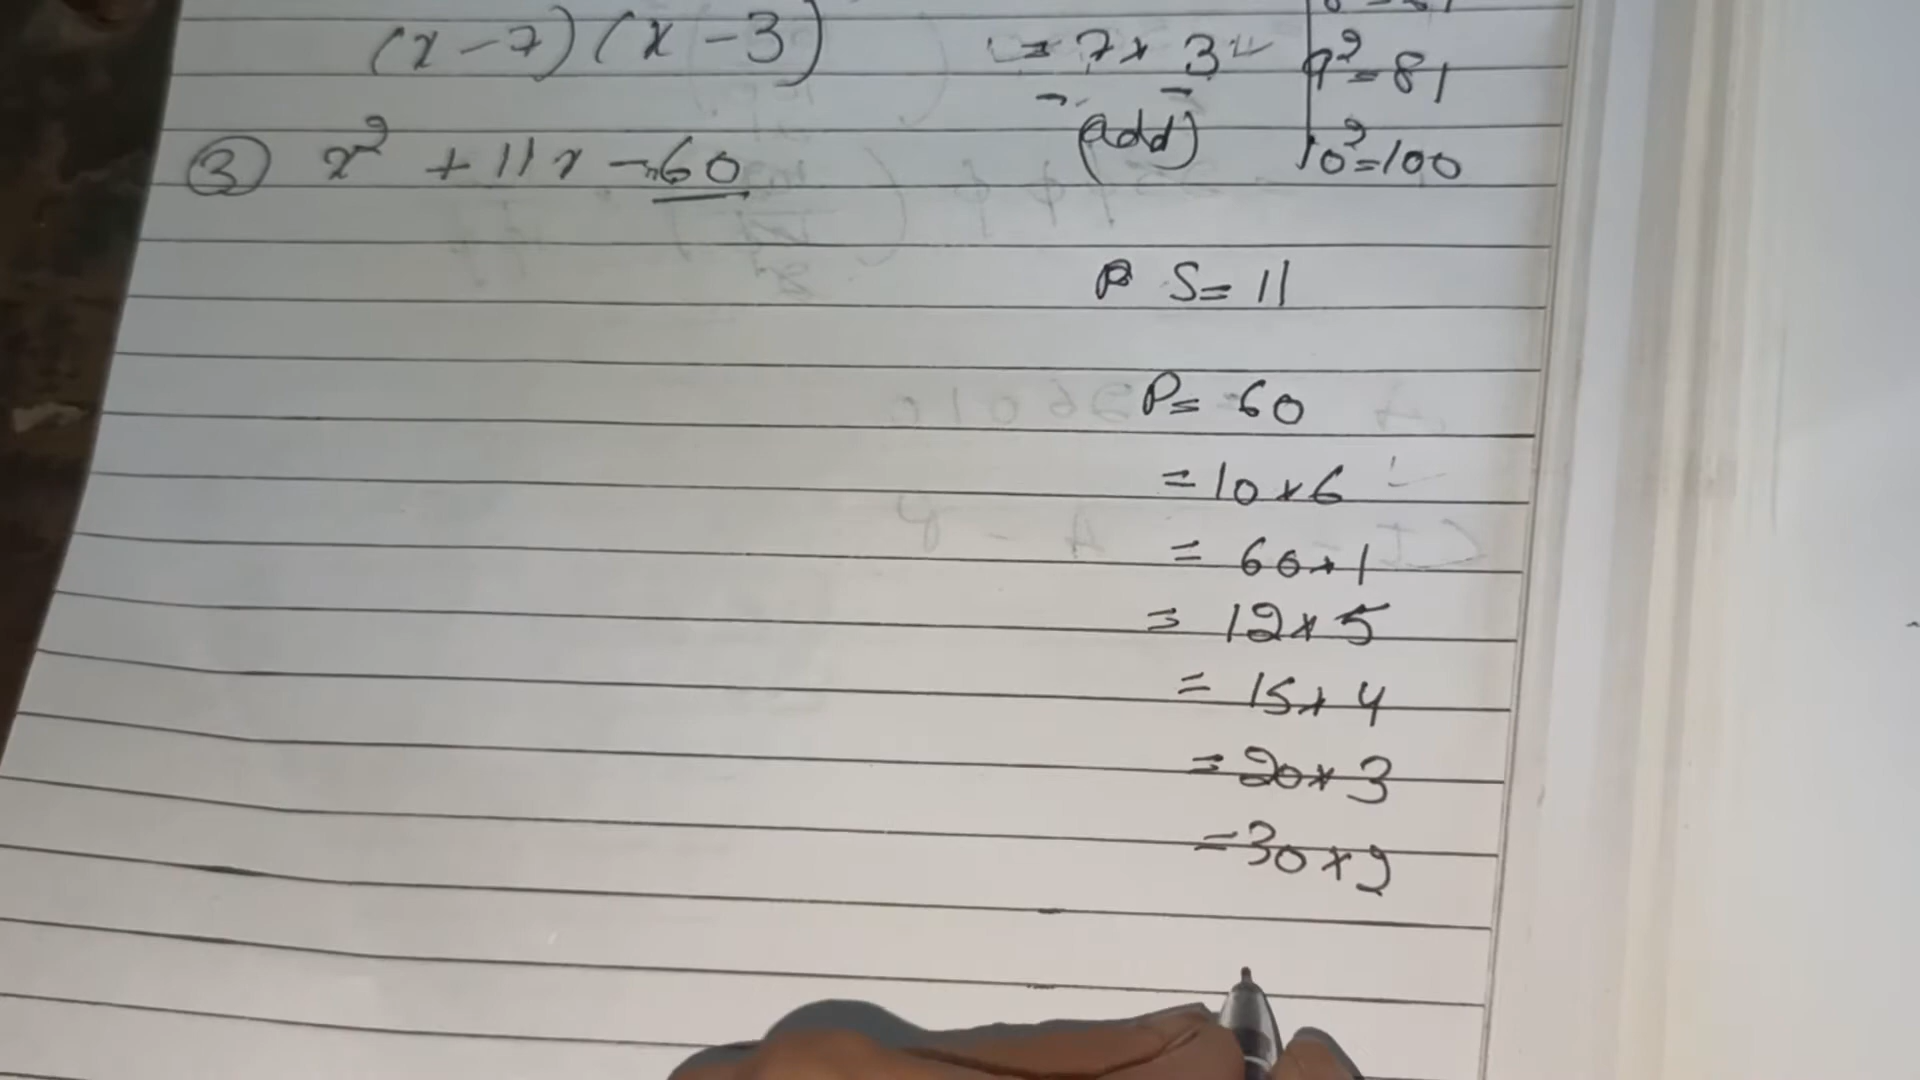 (x - 7) (x - 3)
= 7 × 3
9² = 81
(add)
10² = 100
③ x² + 11x - 60
S = 11
P = 60
= 10 × 6
= 60 × 1
= 12 × 5
= 15 × 4
= 20 × 3
= 30 × 2